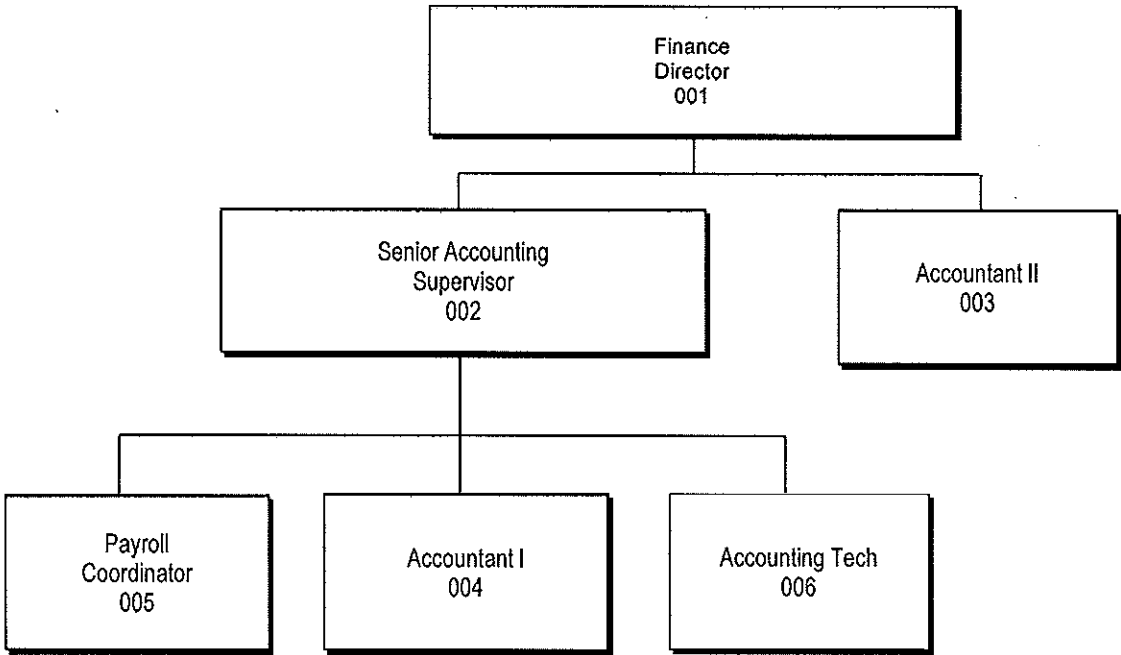 Finance
Director
001
Senior Accounting
Supervisor
002
Accountant II
003
Payroll
Coordinator
005
Accountant I
004
Accounting Tech
006